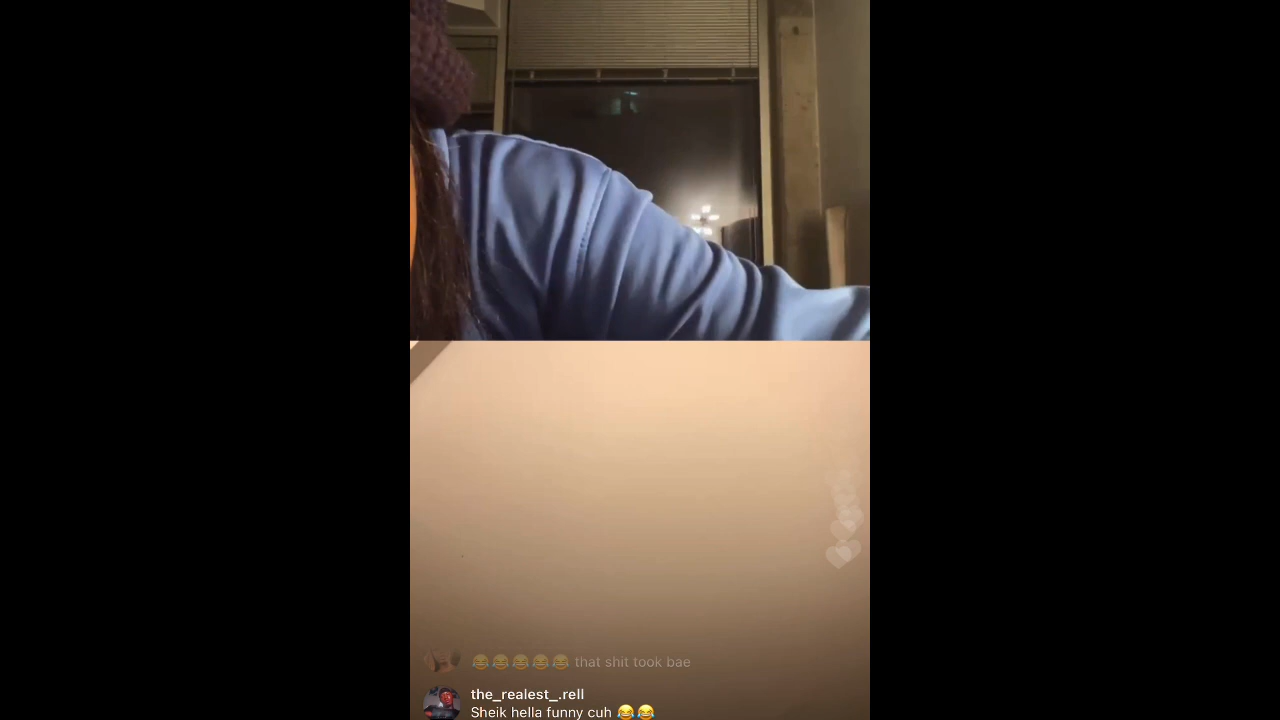 😂😂😂😂😂 that shit took bae
the_realest_.rell
Sheik hella funny cuh 😂😂